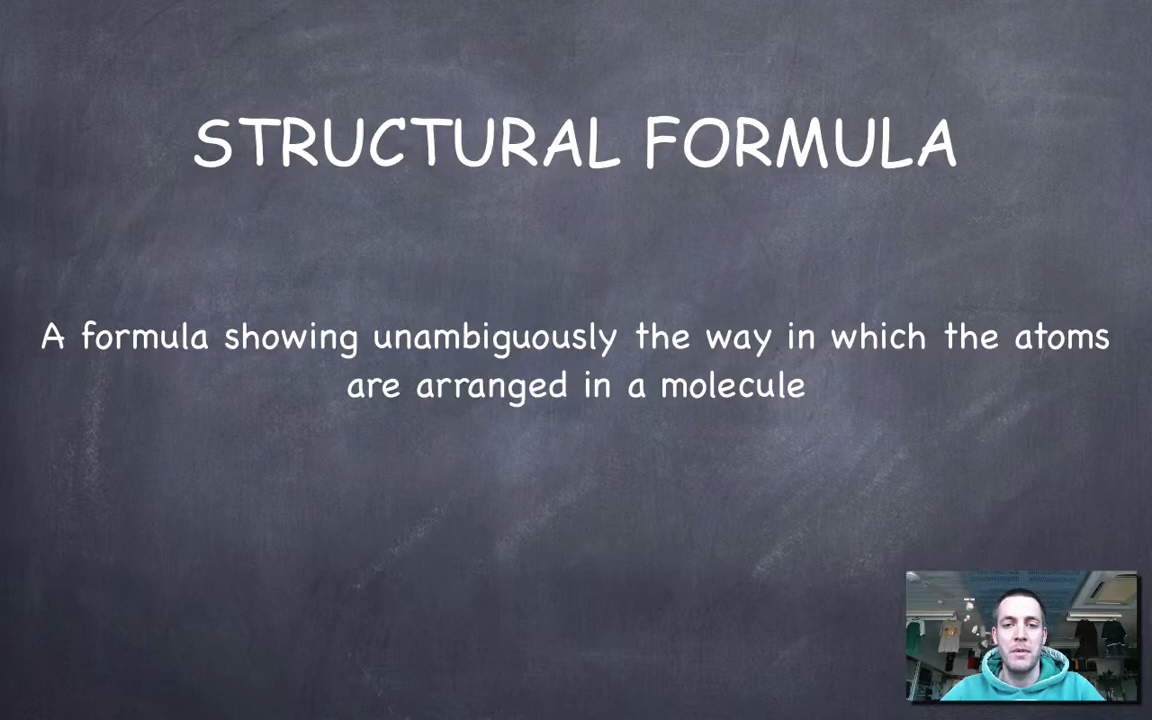 STRUCTURAL FORMULA
A formula showing unambiguously the way in which the atoms
are arranged in a molecule